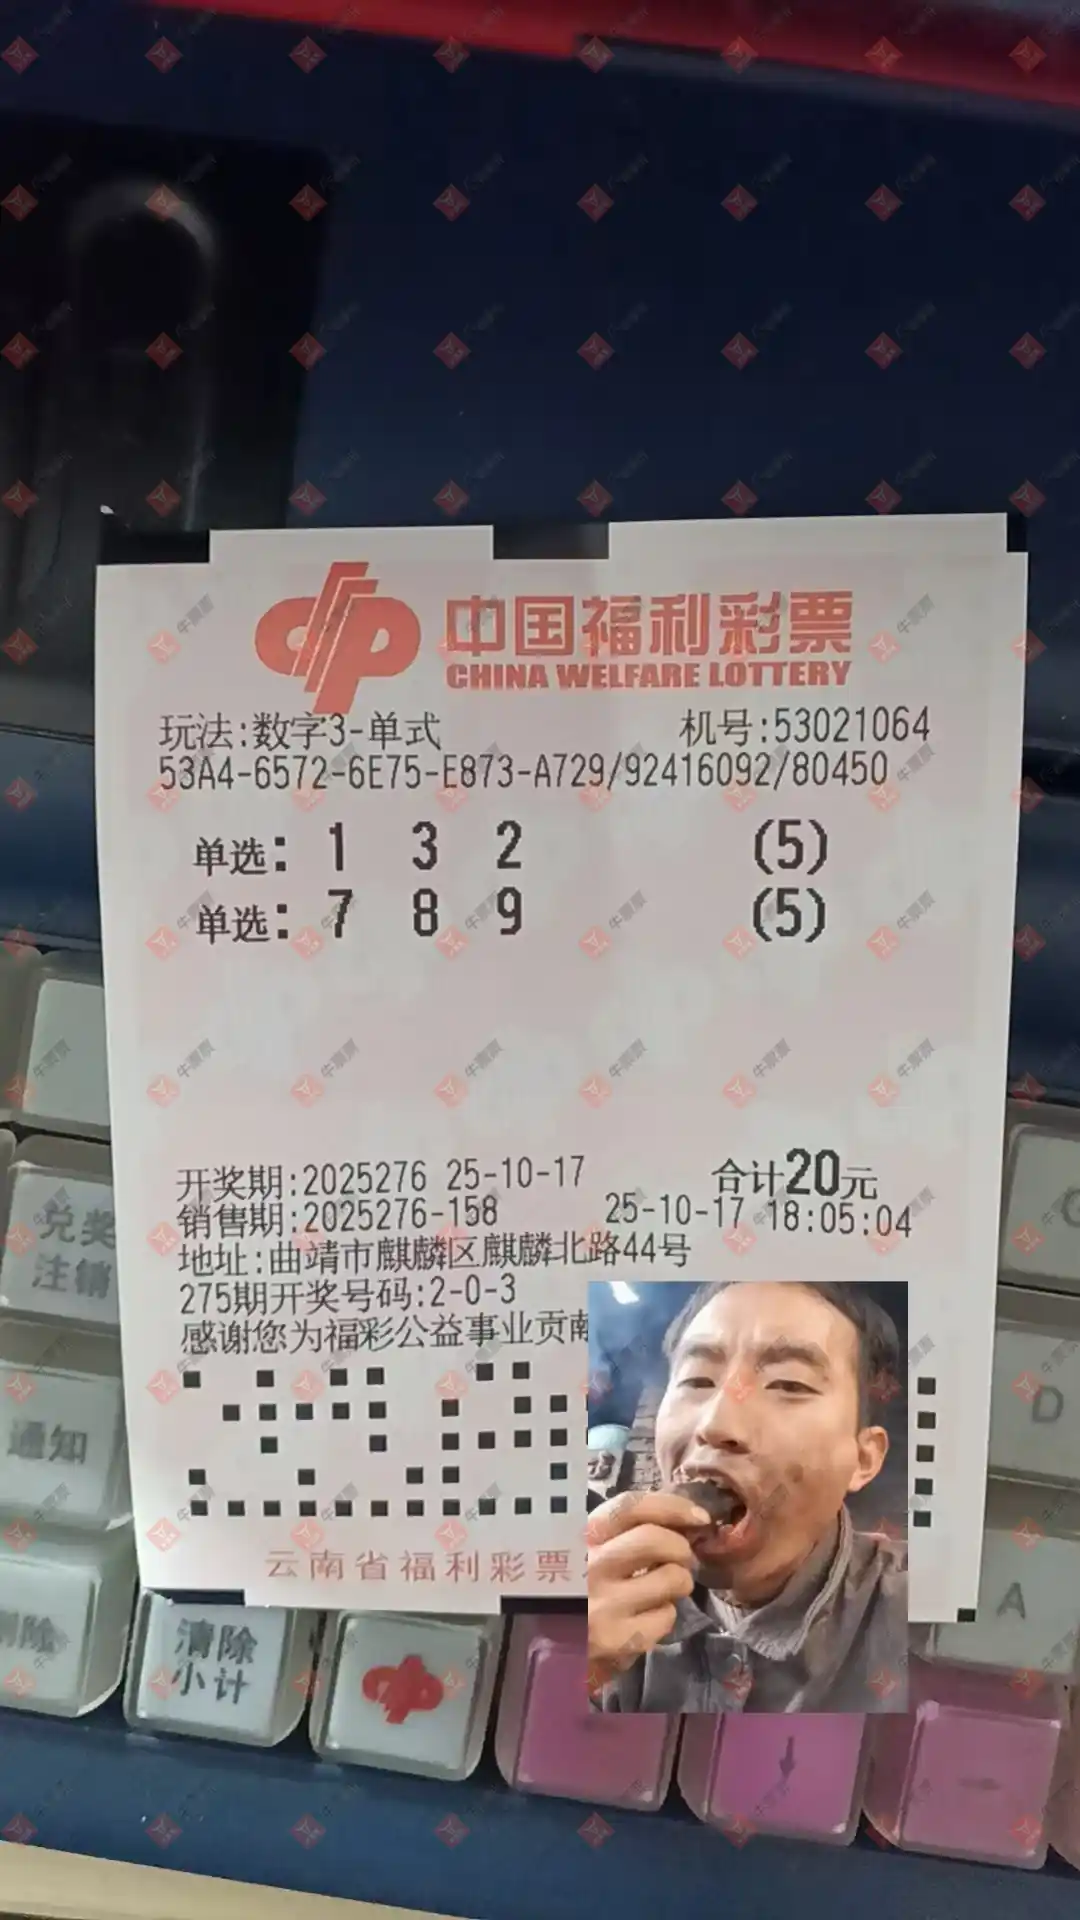 中国福利彩票
CHINA WELFARE LOTTERY
玩法:数字3-单式 机号:53021064
53A4-6572-6E75-E873-A729/92416092/80450
单选: 1 3 2 (5)
单选: 7 8 9 (5)
开奖期:2025276 25-10-17 合计20元
销售期:2025276-158 25-10-17 18:05:04
地址:曲靖市麒麟区麒麟北路44号
275期开奖号码:2-0-3
感谢您为福彩公益事业贡献
云南省福利彩票
兑奖
注销
通知
删除
清除
小计
D
A
牛票票